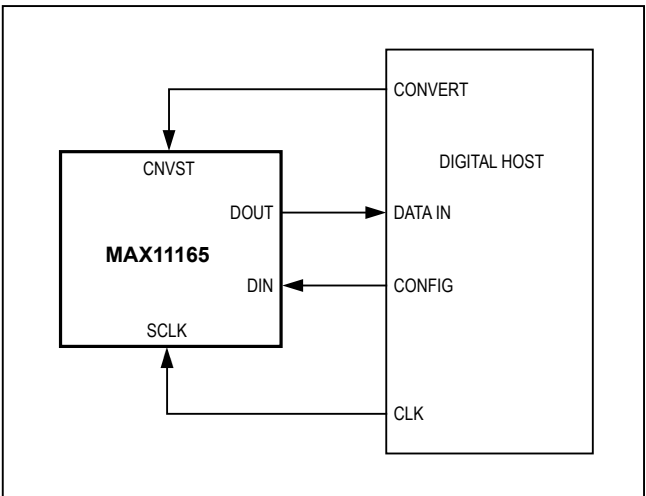 CONVERT
CNVST
DIGITAL HOST
DOUT
DATA IN
MAX11165
DIN
CONFIG
SCLK
CLK